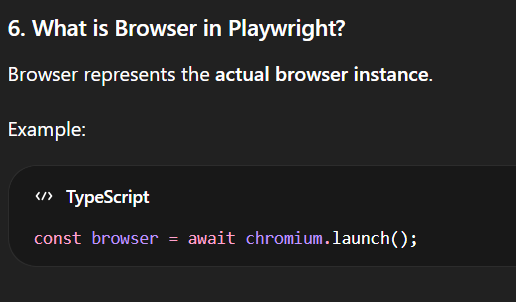 6. What is Browser in Playwright?
Browser represents the actual browser instance.
Example:
</> TypeScript
const browser = await chromium.launch();